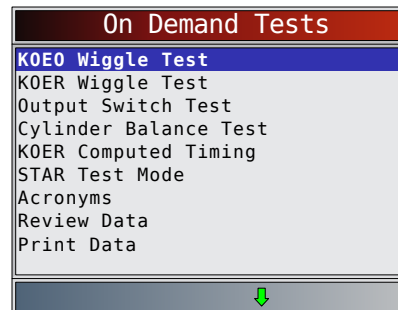 On Demand Tests
KOEO Wiggle Test
KOER Wiggle Test
Output Switch Test
Cylinder Balance Test
KOER Computed Timing
STAR Test Mode
Acronyms
Review Data
Print Data